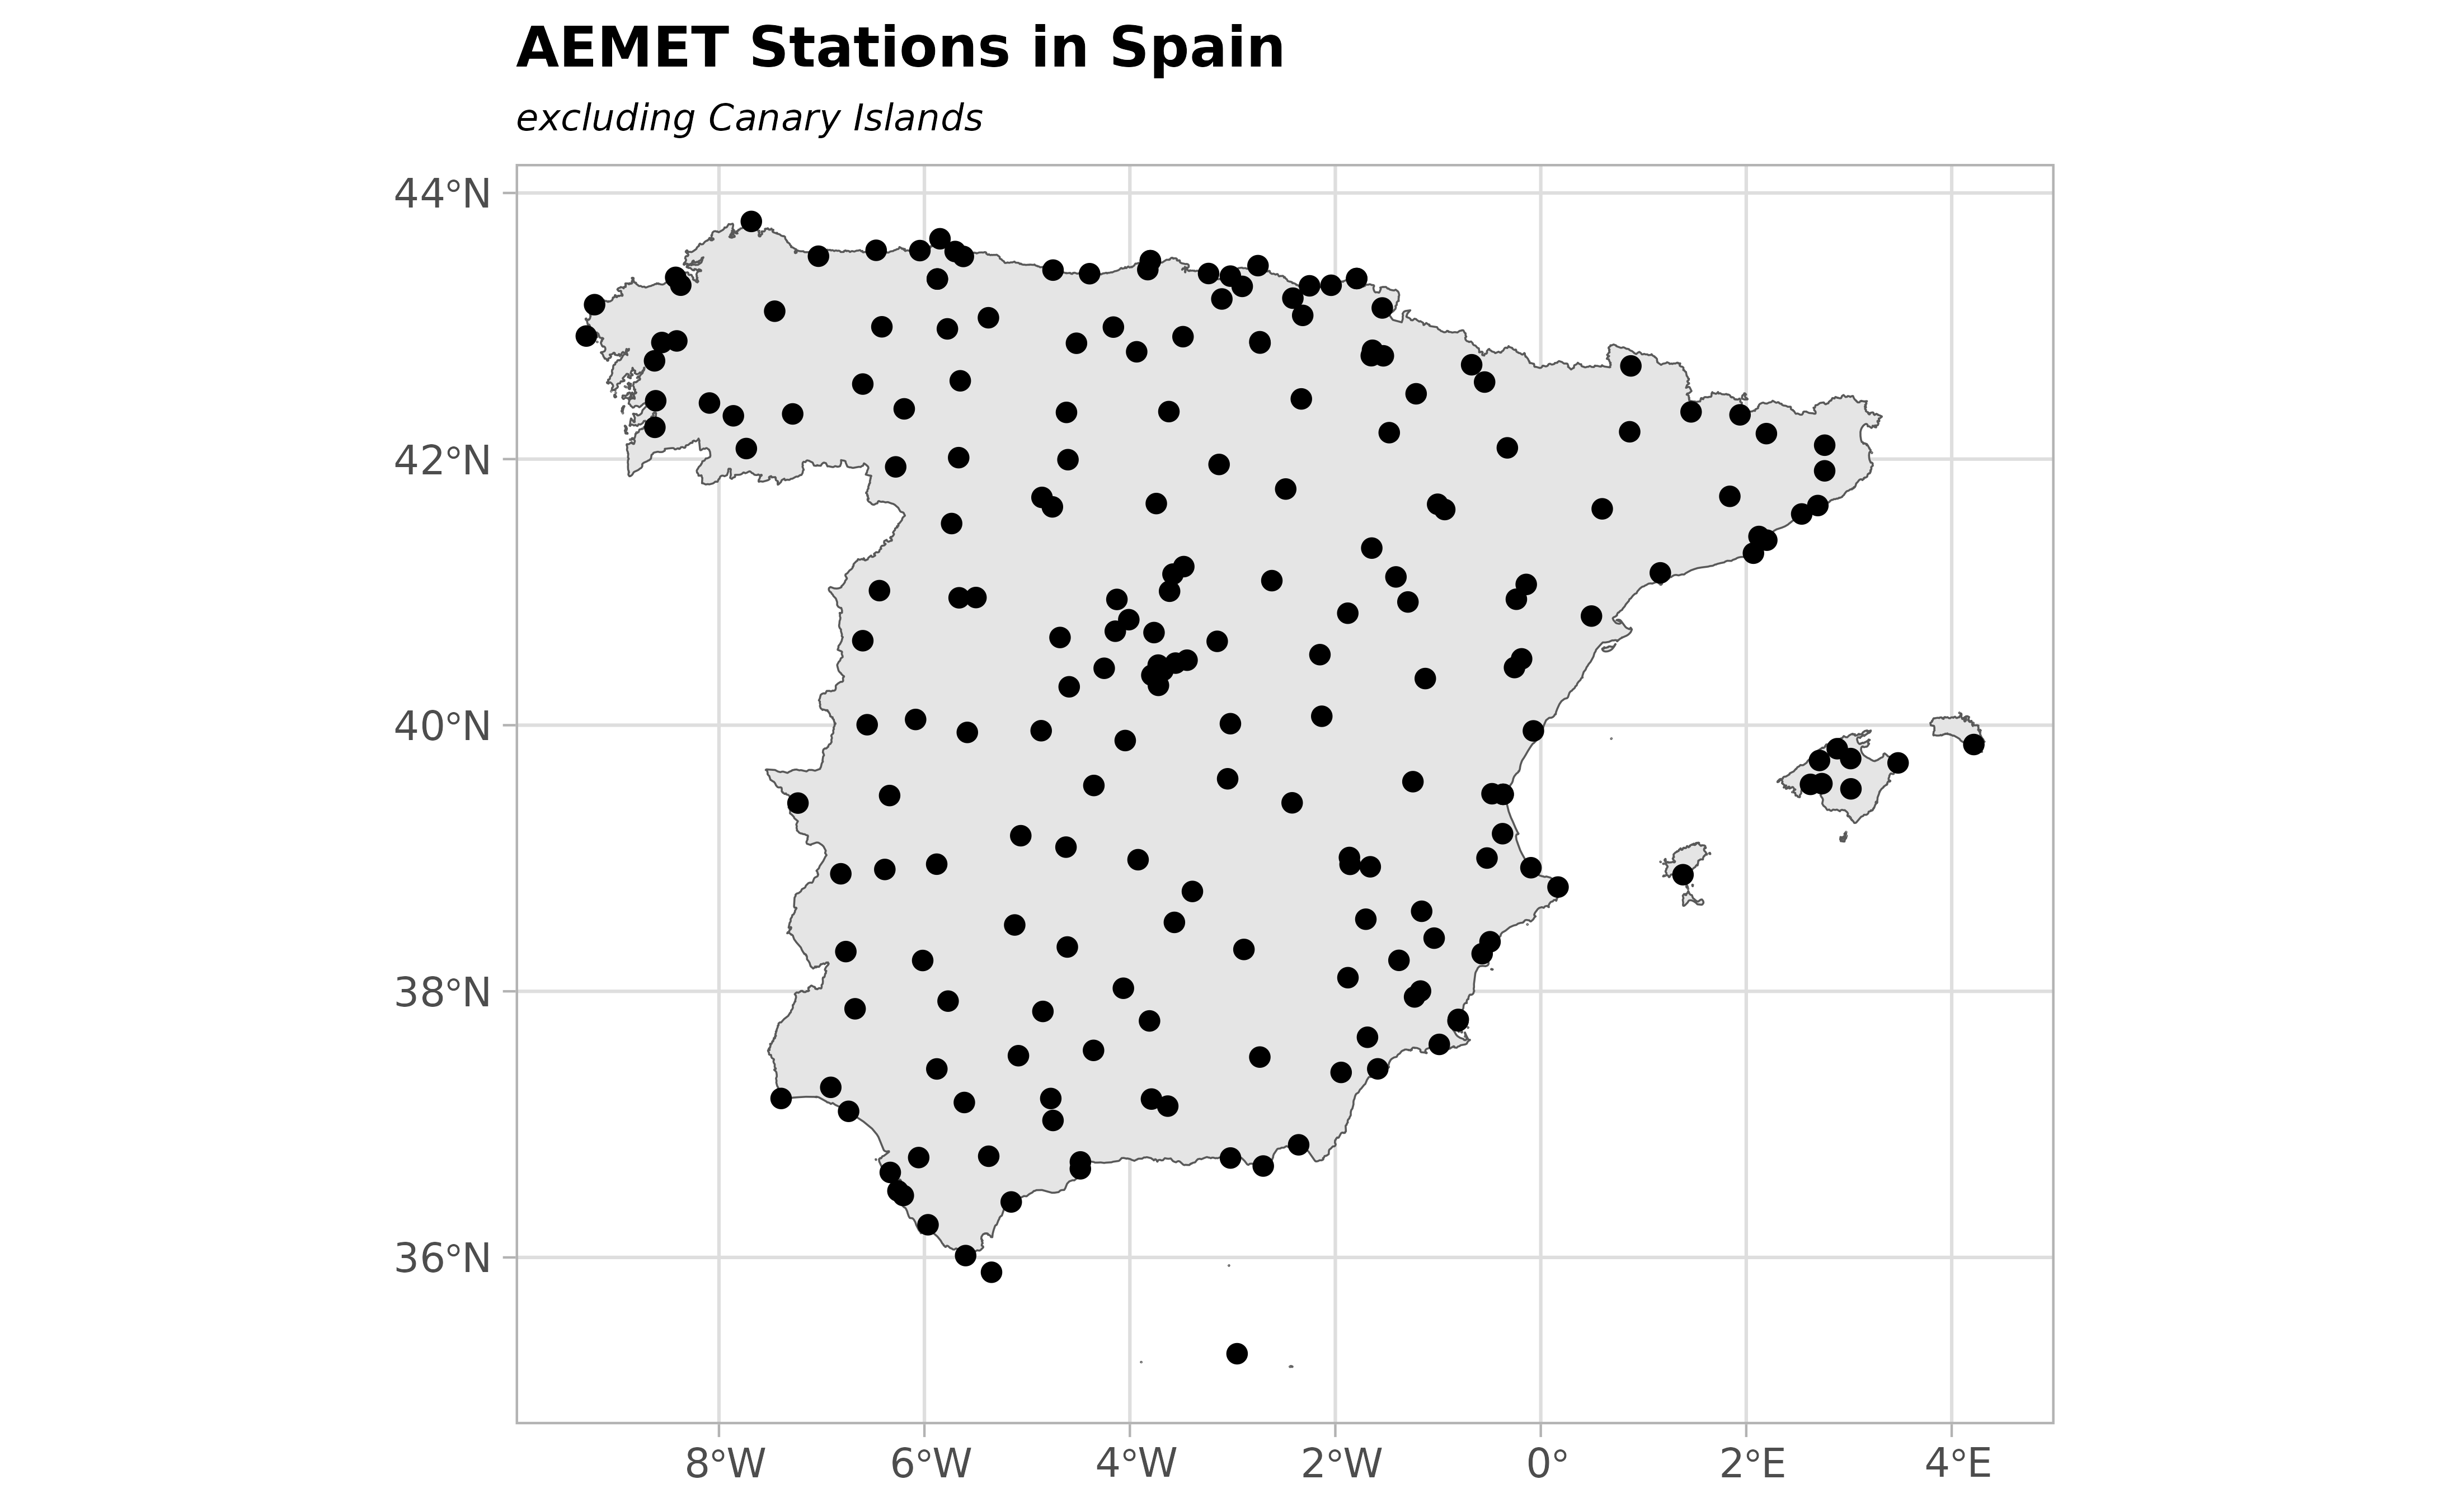 AEMET Stations in Spain
excluding Canary Islands
44°N
42°N
40°N
38°N
36°N
8°W 6°W 4°W 2°W 0° 2°E 4°E